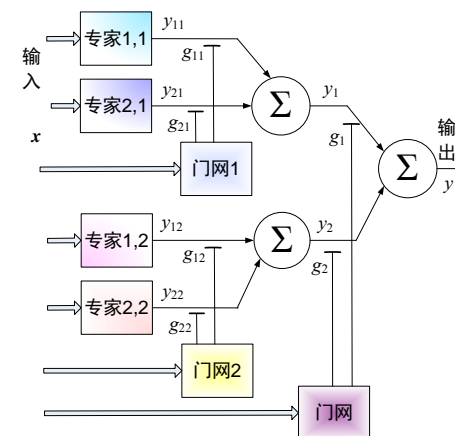 专家1,1
y11
g11
输
入
x
专家2,1
y21
g21
Σ
y1
g1
门网1
输
出
y
Σ
专家1,2
y12
g12
Σ
y2
g2
专家2,2
y22
g22
门网2
门网